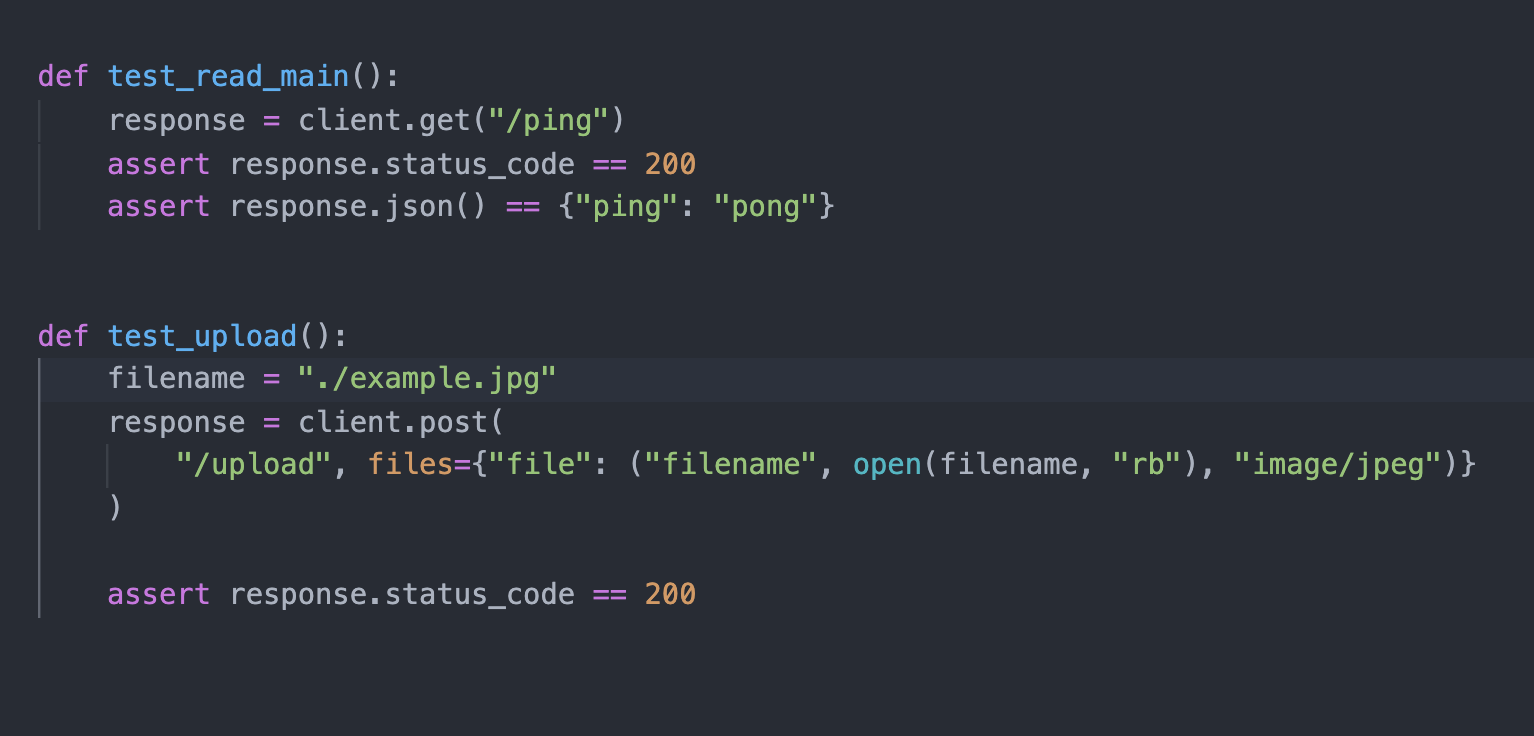 def test_read_main():
    response = client.get("/ping")
    assert response.status_code == 200
    assert response.json() == {"ping": "pong"}
def test_upload():
    filename = "./example.jpg"
    response = client.post(
        "/upload", files={"file": ("filename", open(filename, "rb"), "image/jpeg")}
    )
    assert response.status_code == 200